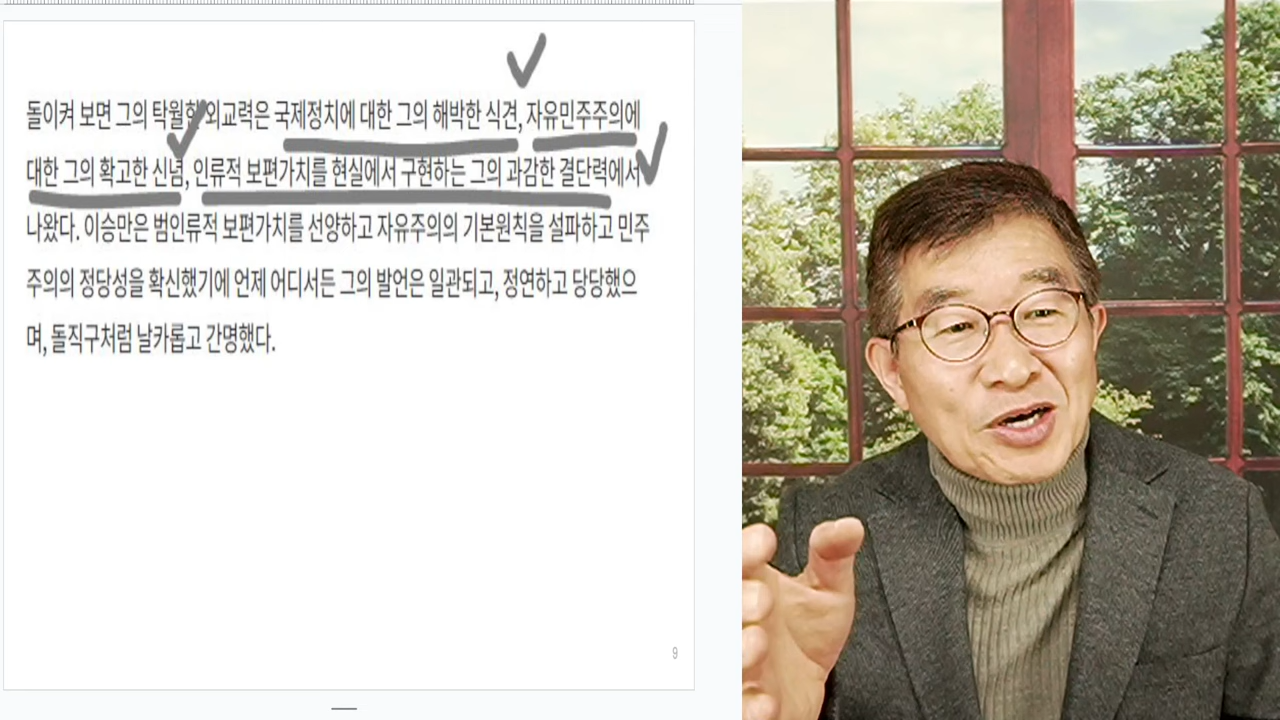 돌이켜 보면 그의 탁월한 외교력은 국제정치에 대한 그의 해박한 식견, 자유민주주의에
대한 그의 확고한 신념, 인류적 보편가치를 현실에서 구현하는 그의 과감한 결단력에서
나왔다. 이승만은 범인류적 보편가치를 선양하고 자유주의의 기본원칙을 설파하고 민주
주의의 정당성을 확신했기에 언제 어디서든 그의 발언은 일관되고, 정연하고 당당했으
며, 돌직구처럼 날카롭고 간명했다.
9